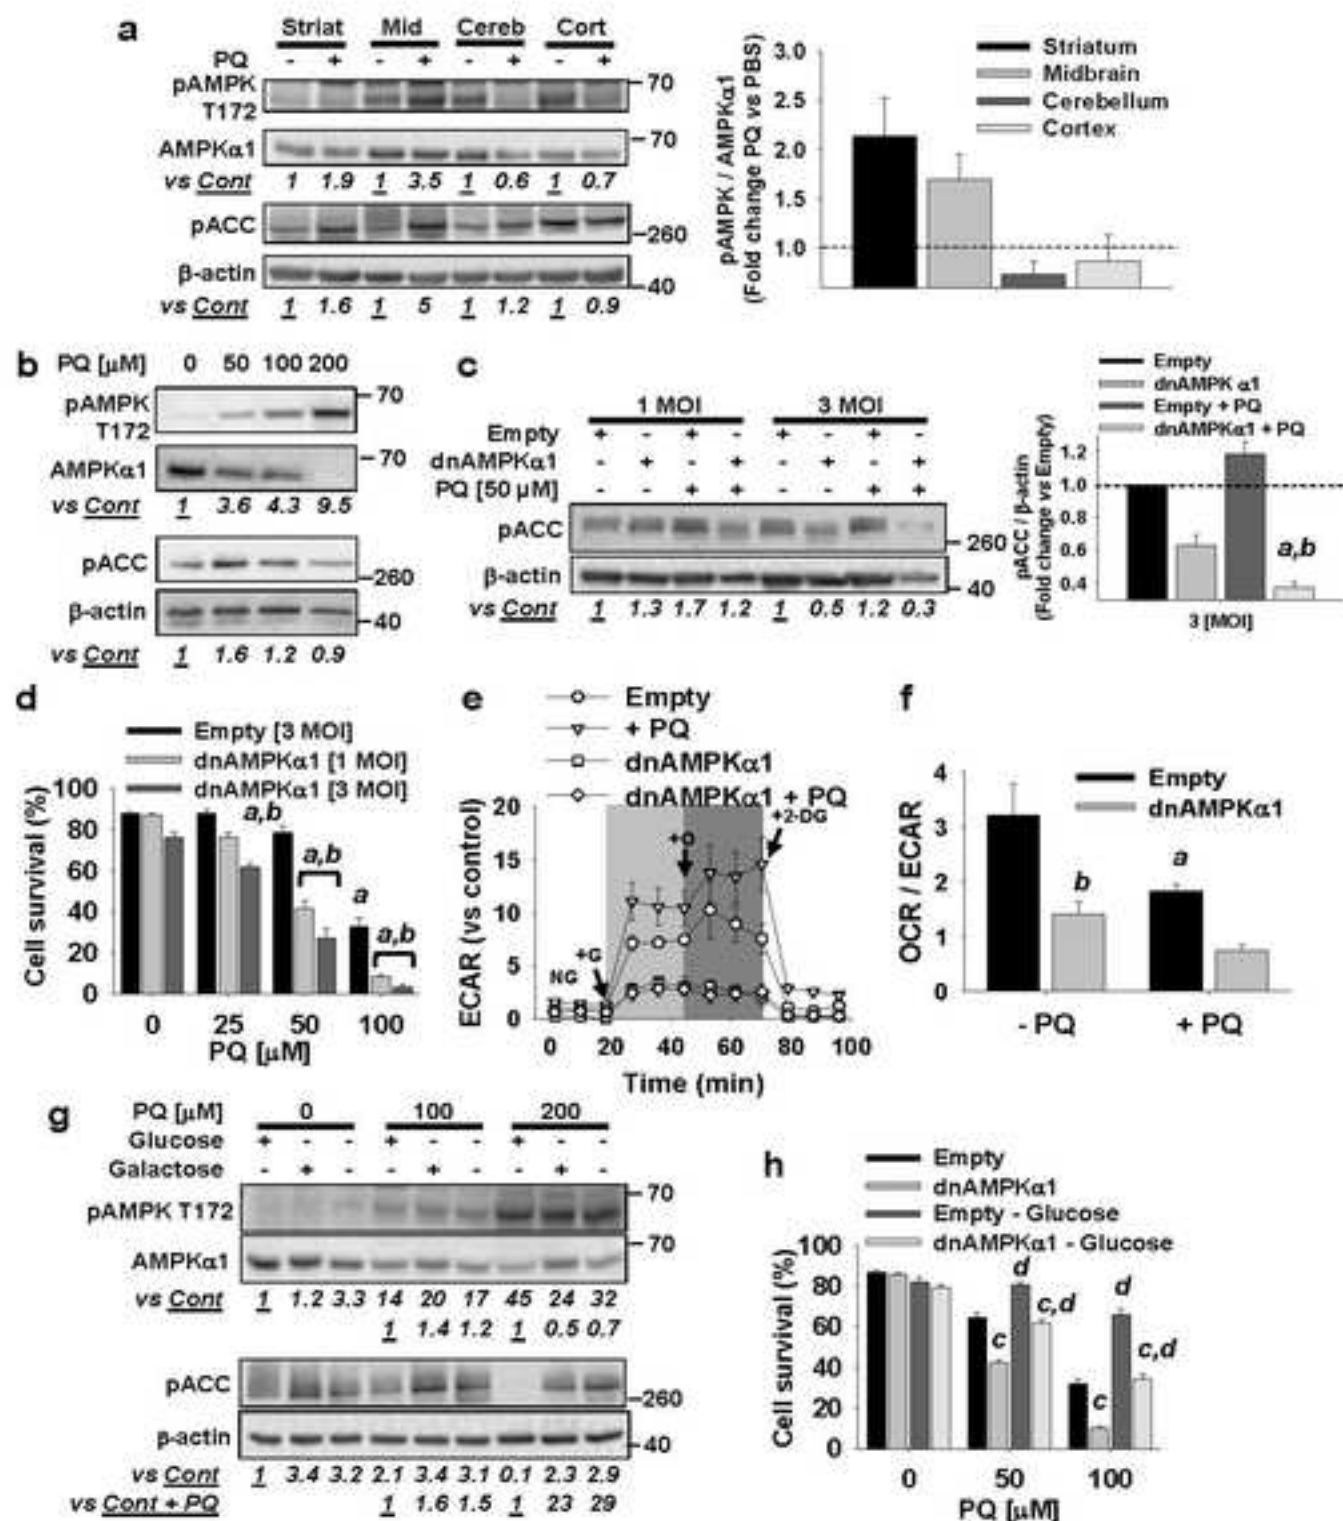 a
Striat Mid Cereb Cort
PQ - + - + - + - +
pAMPK
T172
70
AMPKα1
70
vs Cont 1 1.9 1 3.5 1 0.6 1 0.7
pACC
260
β-actin
40
vs Cont 1 1.6 1 5 1 1.2 1 0.9
pAMPK / AMPKα1
(Fold change PQ vs PBS)
3.0
2.5
2.0
1.5
1.0
Striatum
Midbrain
Cerebellum
Cortex
b
PQ [µM] 0 50 100 200
pAMPK
T172
70
AMPKα1
70
vs Cont 1 3.6 4.3 9.5
pACC
260
β-actin
40
vs Cont 1 1.6 1.2 0.9
c
1 MOI 3 MOI
Empty + - + - + - + -
dnAMPKα1 - + - + - + - +
PQ [50 µM] - - + + - - + +
pACC
260
β-actin
40
vs Cont 1 1.3 1.7 1.2 1 0.5 1.2 0.3
Empty
dnAMPK α1
Empty + PQ
dnAMPKα1 + PQ
pACC / β-actin
(Fold change vs Empty)
1.2
1.0
0.8
0.6
0.4
a,b
3 [MOI]
d
Empty [3 MOI]
dnAMPKα1 [1 MOI]
dnAMPKα1 [3 MOI]
Cell survival (%)
100
80
60
40
20
0
a,b
a,b
a
a,b
0 25 50 100
PQ [µM]
e
Empty
+ PQ
dnAMPKα1
dnAMPKα1 + PQ
ECAR (vs control)
20
15
10
5
0
NG
+G
+O
+2-DG
0 20 40 60 80 100
Time (min)
f
Empty
dnAMPKα1
OCR / ECAR
4
3
2
1
0
b
a
- PQ + PQ
g
PQ [µM] 0 100 200
Glucose + - - + - - + - -
Galactose - + - - + - - + -
pAMPK T172
70
AMPKα1
70
vs Cont 1 1.2 3.3 14 20 17 45 24 32
1 1.4 1.2 1 0.5 0.7
pACC
260
β-actin
40
vs Cont 1 3.4 3.2 2.1 3.4 3.1 0.1 2.3 2.9
vs Cont + PQ 1 1.6 1.5 1 23 29
h
Empty
dnAMPKα1
Empty - Glucose
dnAMPKα1 - Glucose
Cell survival (%)
100
80
60
40
20
0
c
d
c,d
c
d
c,d
0 50 100
PQ [µM]